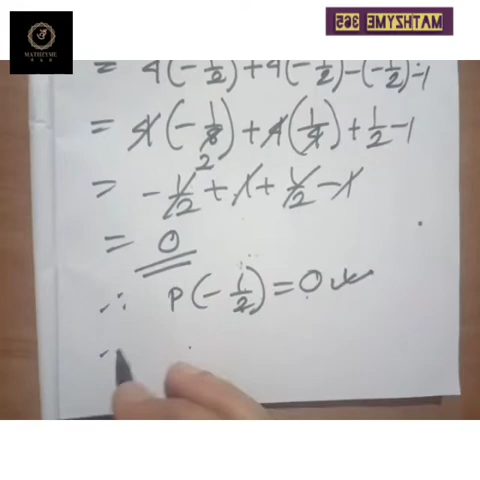 MATHZYME
MATHZYME 365
= 4(-1/2) + 4(-1/2) - (-1/2) - 1
= 4(-1/8) + 4(1/4) + 1/2 - 1
2
= -1/2 + 1 + 1/2 - 1
= 0
∴ P(-1/2) = 0